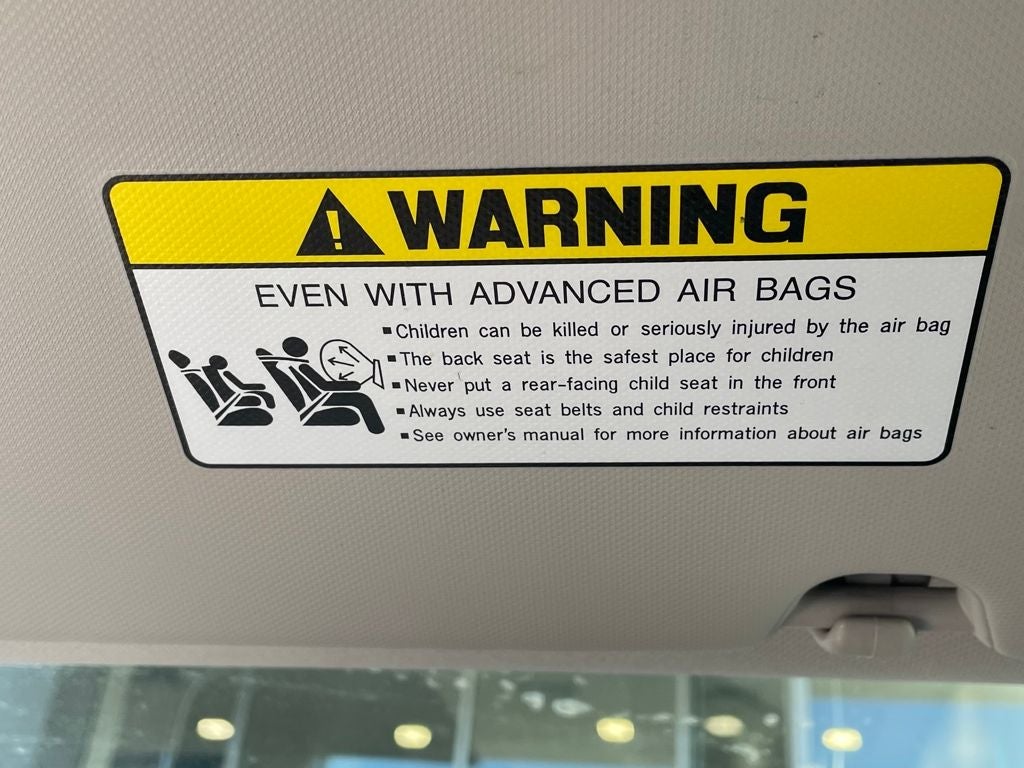 WARNING
EVEN WITH ADVANCED AIR BAGS
▪Children can be killed or seriously injured by the air bag
▪The back seat is the safest place for children
▪Never put a rear-facing child seat in the front
▪Always use seat belts and child restraints
▪See owner's manual for more information about air bags